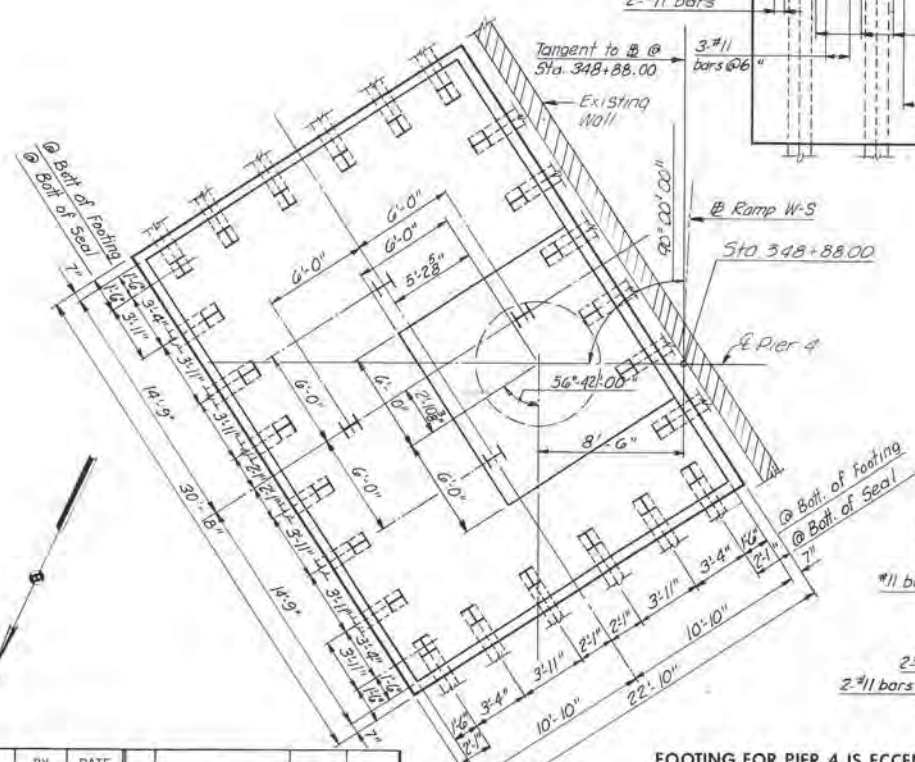 2-#11 bars
Tangent to ⅊ @
Sta. 348+88.00
3-#11
bars @6"
Existing
Wall
@ Bott of Footing
@ Bott of Seal
90°00'00"
⅊ Ramp W-S
Sta. 348+88.00
℄ Pier 4
6'-0"
6'-0"
6'-0"
5'-2 5/8"
7"
1'-6"
1'-6"
3'-4"
3'-11"
3'-11"
3'-11"
2'-1"
2'-1"
3'-11"
3'-11"
3'-4"
3'-11"
1'-6"
1'-6"
14'-9"
14'-9"
7"
6'-0"
6'-0"
6'-0"
2'-10 3/8"
6'-0"
56°-42'-00"
8'-6"
@ Bott. of Footing
@ Bott. of Seal
1'-6"
2'-1"
7"
3'-4"
3'-11"
2'-1"
2'-1"
3'-11"
3'-4"
1'-6"
2'-1"
10'-10"
10'-10"
22'-10"
2-#11 bars
BY DATE
FOOTING FOR PIER 4 IS